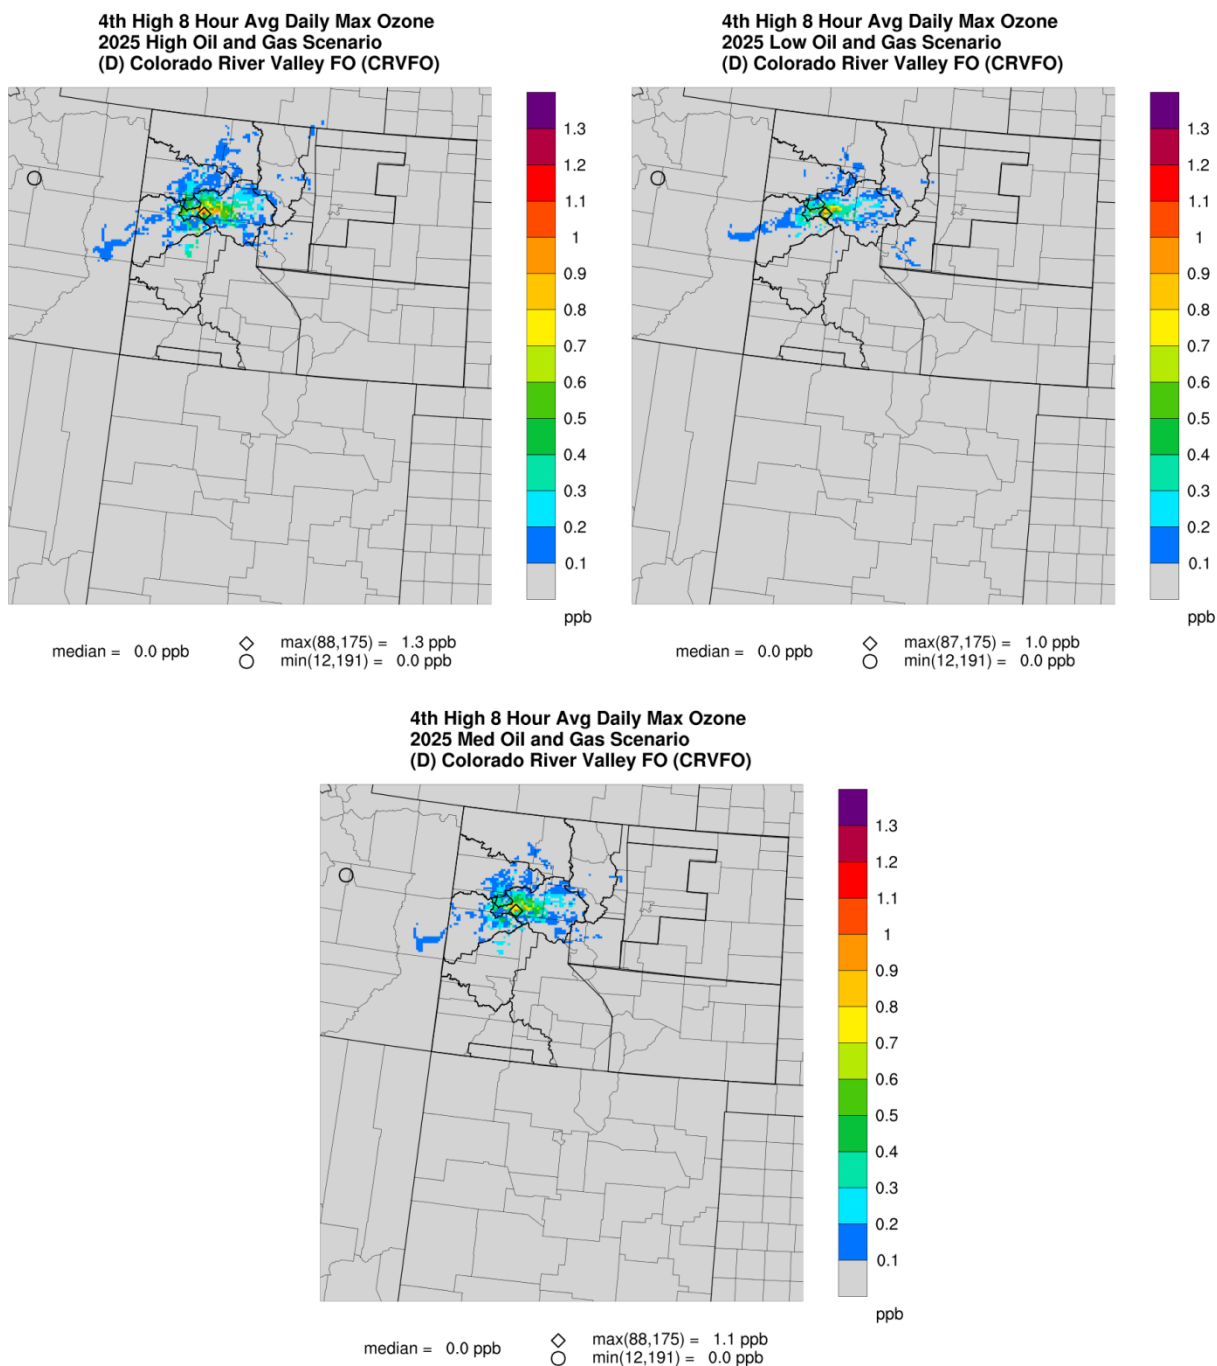 4th High 8 Hour Avg Daily Max Ozone
2025 High Oil and Gas Scenario
(D) Colorado River Valley FO (CRVFO)
1.3
1.2
1.1
1
0.9
0.8
0.7
0.6
0.5
0.4
0.3
0.2
0.1
ppb
median = 0.0 ppb
max(88,175) = 1.3 ppb
min(12,191) = 0.0 ppb
4th High 8 Hour Avg Daily Max Ozone
2025 Low Oil and Gas Scenario
(D) Colorado River Valley FO (CRVFO)
1.3
1.2
1.1
1
0.9
0.8
0.7
0.6
0.5
0.4
0.3
0.2
0.1
ppb
median = 0.0 ppb
max(87,175) = 1.0 ppb
min(12,191) = 0.0 ppb
4th High 8 Hour Avg Daily Max Ozone
2025 Med Oil and Gas Scenario
(D) Colorado River Valley FO (CRVFO)
1.3
1.2
1.1
1
0.9
0.8
0.7
0.6
0.5
0.4
0.3
0.2
0.1
ppb
median = 0.0 ppb
max(88,175) = 1.1 ppb
min(12,191) = 0.0 ppb